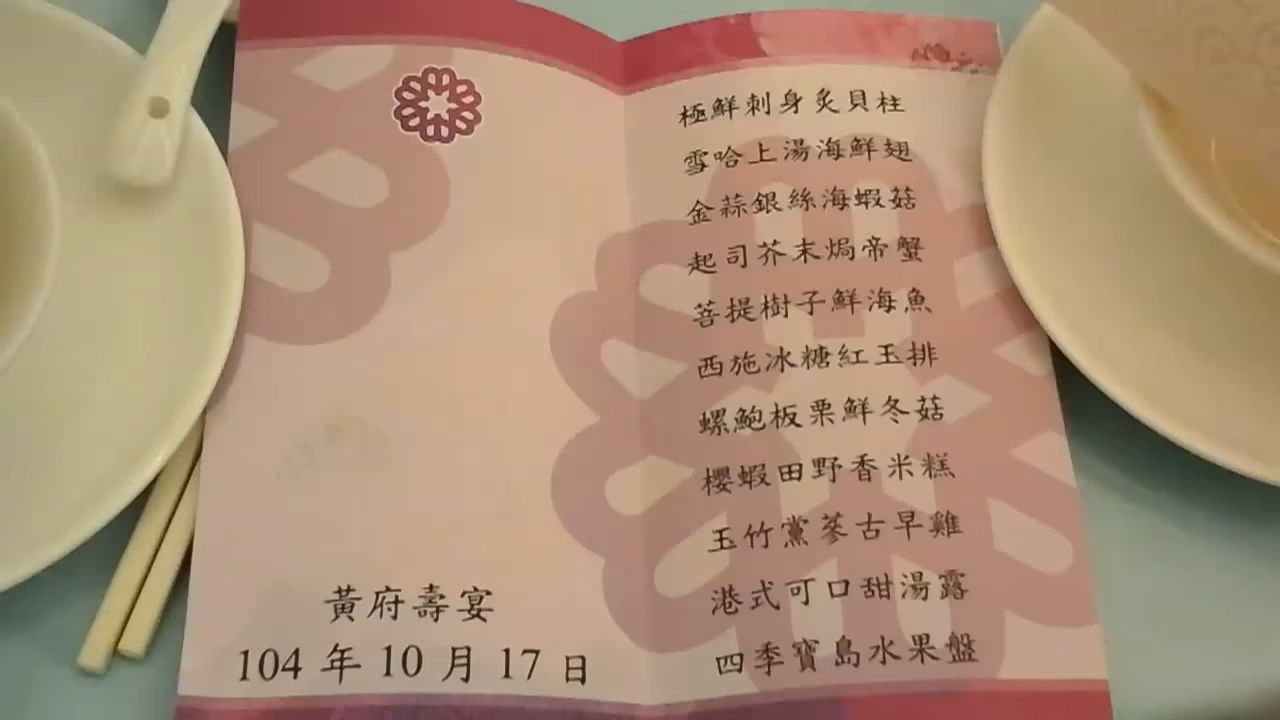 黃府壽宴
104 年 10 月 17 日
極鮮刺身炙貝柱
雪哈上湯海鮮翅
金蒜銀絲海蝦菇
起司芥末焗帝蟹
菩提樹子鮮海魚
西施冰糖紅玉排
螺鮑板栗鮮冬菇
櫻蝦田野香米糕
玉竹黨蔘古早雞
港式可口甜湯露
四季寶島水果盤